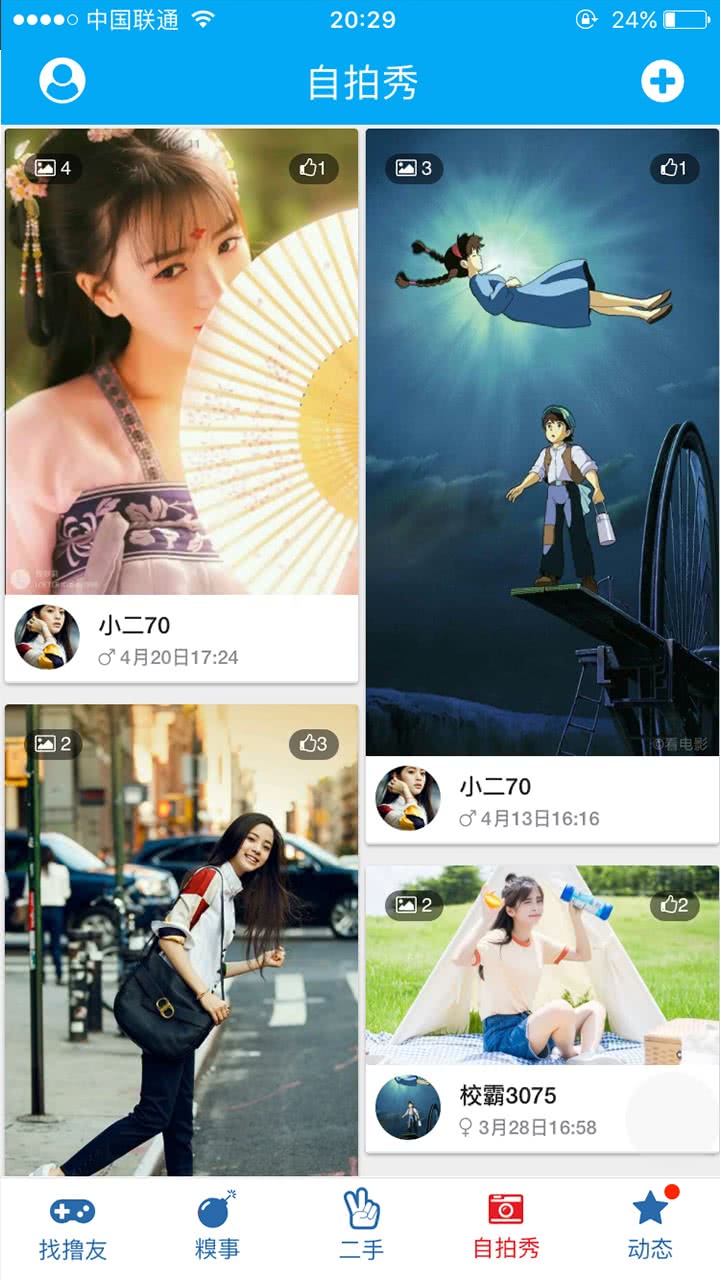 中国联通
20:29
24%
自拍秀
4
1
小二70
4月20日17:24
3
1
©看电影
小二70
4月13日16:16
2
3
2
2
校霸3075
3月28日16:58
找撸友
糗事
二手
自拍秀
动态